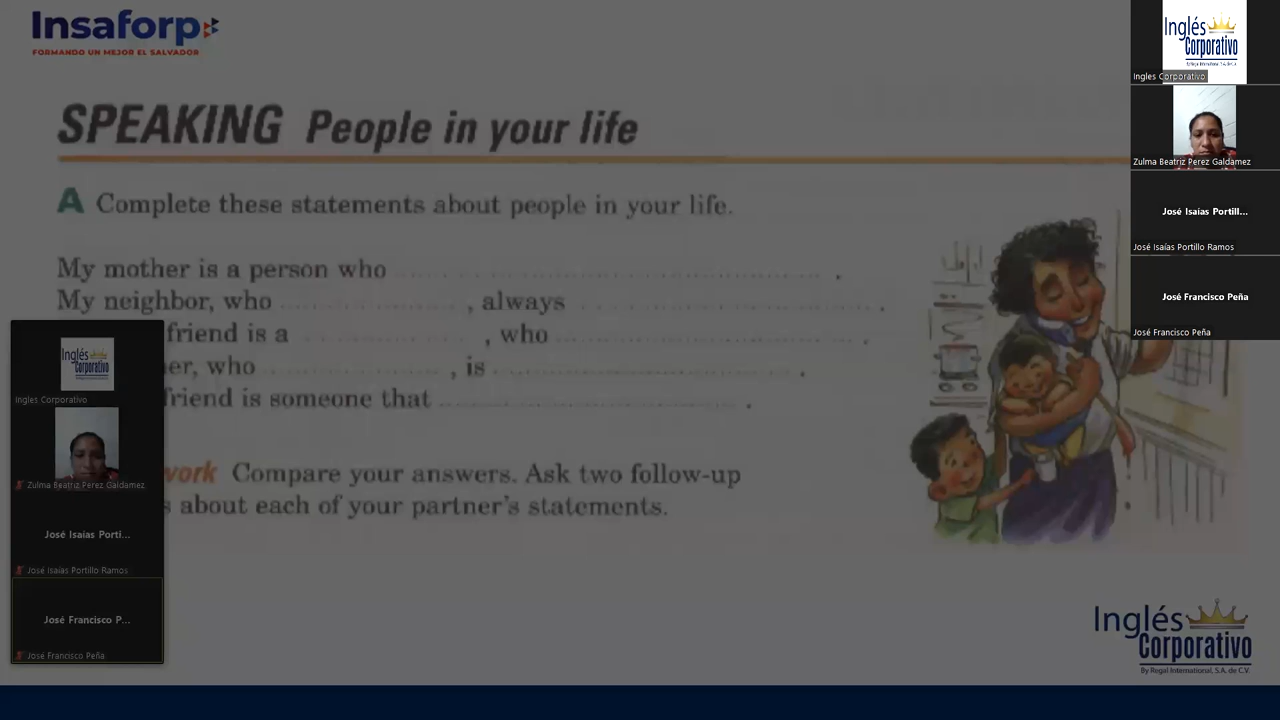 Insaforp
FORMANDO UN MEJOR EL SALVADOR
SPEAKING People in your life
A Complete these statements about people in your life.
My mother is a person who .
My neighbor, who , always .
friend is a , who .
er, who , is .
friend is someone that .
work Compare your answers. Ask two follow-up
s about each of your partner's statements.
Inglés
Corporativo
Ingles Corporativo
Zulma Beatriz Perez Galdamez
José Isaías Porti...
José Isaías Portillo Ramos
José Francisco P...
José Francisco Peña
Inglés
Corporativo
Ingles Corporativo
Zulma Beatriz Perez Galdamez
José Isaías Portill...
José Isaías Portillo Ramos
José Francisco Peña
José Francisco Peña
Inglés
Corporativo
By Regal International, S.A. de C.V.